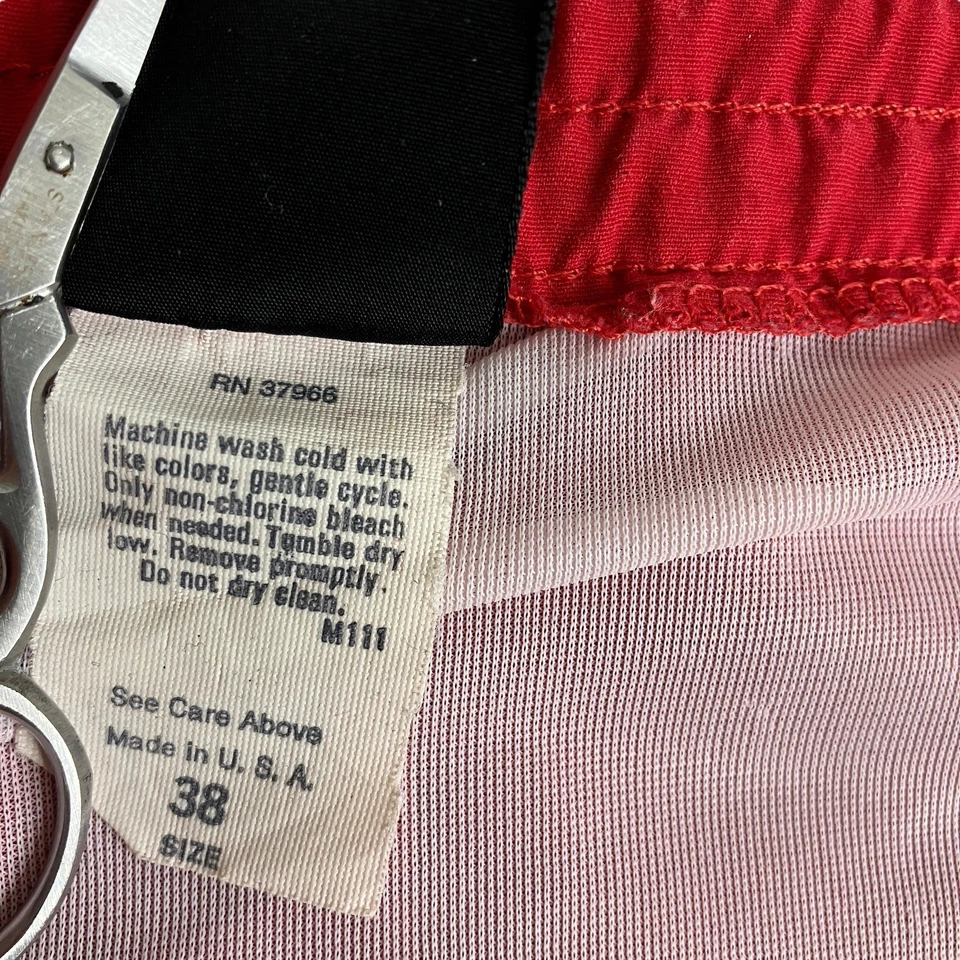 RN 37966
Machine wash cold with
like colors, gentle cycle.
Only non-chlorine bleach
when needed. Tumble dry
low. Remove promptly.
Do not dry clean.
M111
See Care Above
Made in U. S. A.
38
SIZE